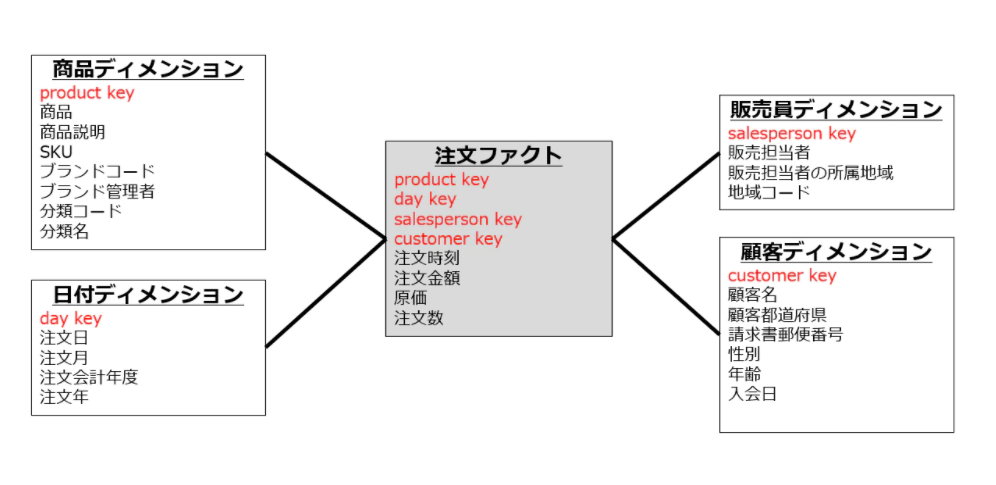 商品ディメンション
product key
商品
商品説明
SKU
ブランドコード
ブランド管理者
分類コード
分類名
日付ディメンション
day key
注文日
注文月
注文会計年度
注文年
注文ファクト
product key
day key
salesperson key
customer key
注文時刻
注文金額
原価
注文数
販売員ディメンション
salesperson key
販売担当者
販売担当者の所属地域
地域コード
顧客ディメンション
customer key
顧客名
顧客都道府県
請求書郵便番号
性別
年齢
入会日